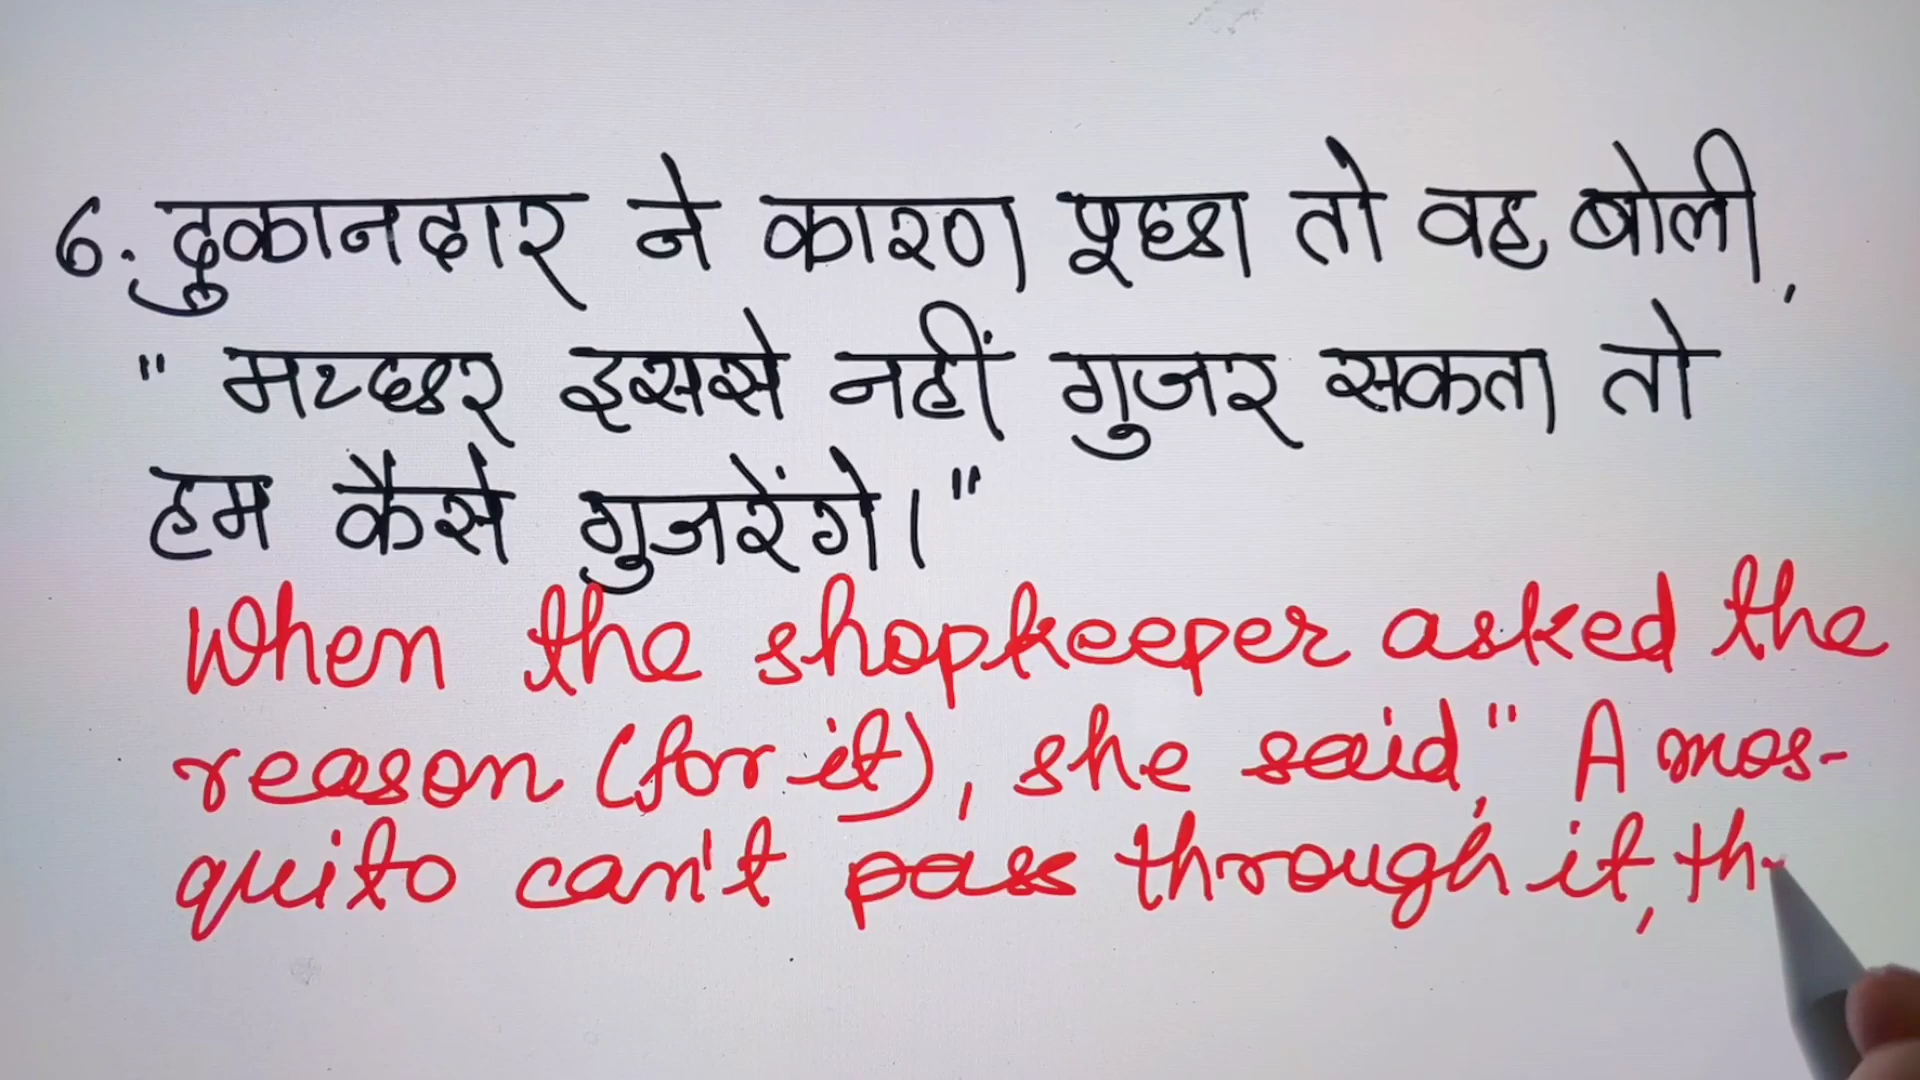 6. दुकानदार ने कारण पूछा तो वह बोली,
" मच्छर इससे नहीं गुजर सकता तो
हम कैसे गुजरेंगे।"
When the shopkeeper asked the
reason (for it), she said," A mos-
quito can't pass through it, th